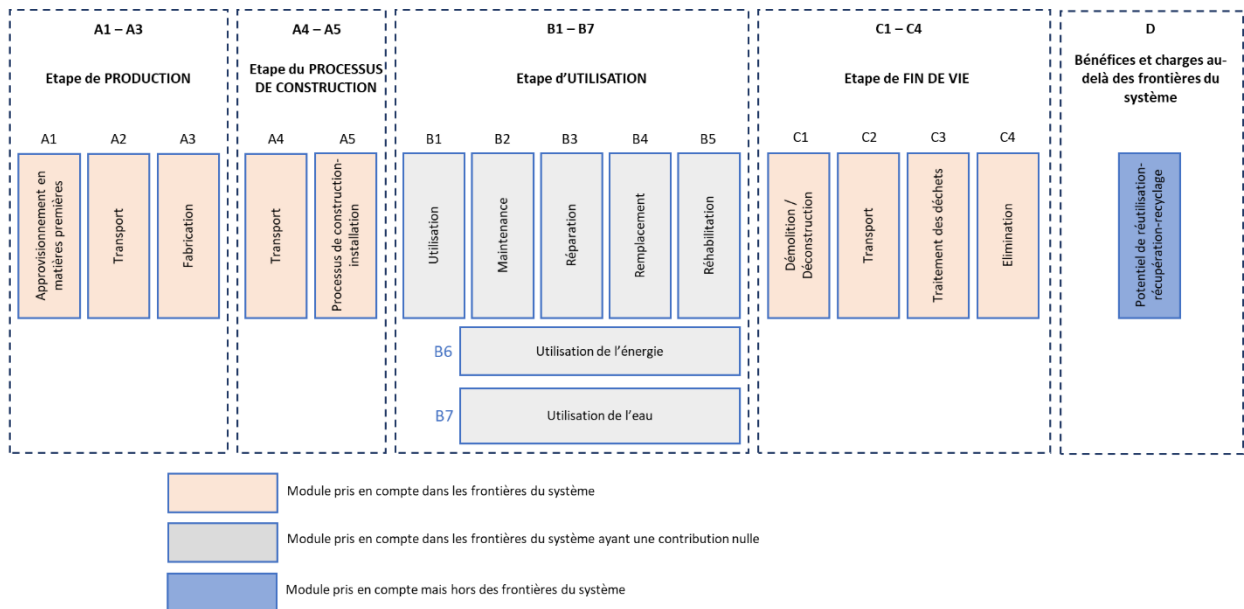 A1 – A3
Etape de PRODUCTION
A1
A2
A3
Approvisionnement en
matières premières
Transport
Fabrication
A4 – A5
Etape du PROCESSUS
DE CONSTRUCTION
A4
A5
Transport
Processus de construction-
installation
B1 – B7
Etape d'UTILISATION
B1
B2
B3
B4
B5
Utilisation
Maintenance
Réparation
Remplacement
Réhabilitation
B6
Utilisation de l'énergie
B7
Utilisation de l'eau
C1 – C4
Etape de FIN DE VIE
C1
C2
C3
C4
Démolition /
Déconstruction
Transport
Traitement des déchets
Elimination
D
Bénéfices et charges au-
delà des frontières du
système
Potentiel de réutilisation-
récupération-recyclage
Module pris en compte dans les frontières du système
Module pris en compte dans les frontières du système ayant une contribution nulle
Module pris en compte mais hors des frontières du système